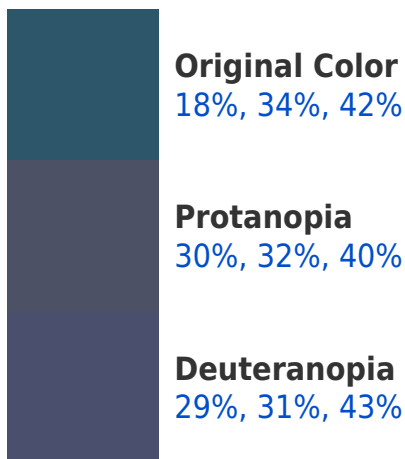 Original Color
18%, 34%, 42%
Protanopia
30%, 32%, 40%
Deuteranopia
29%, 31%, 43%